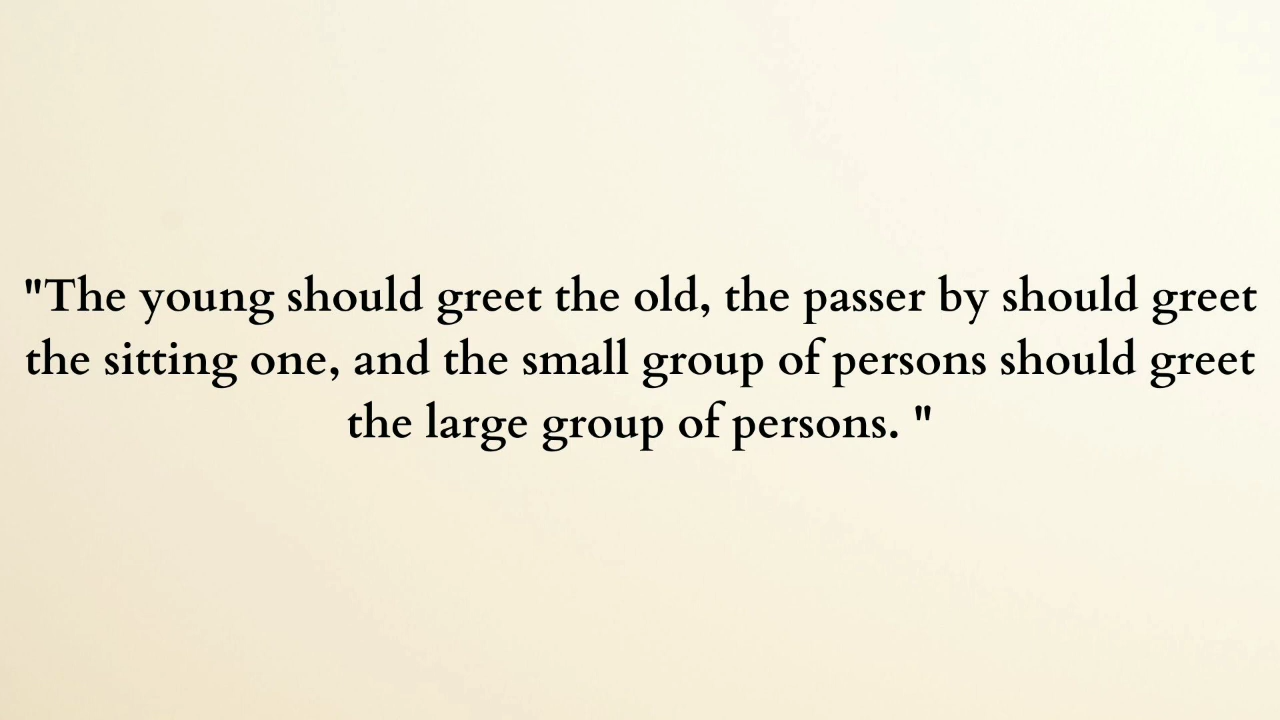 "The young should greet the old, the passer by should greet
the sitting one, and the small group of persons should greet
the large group of persons. "